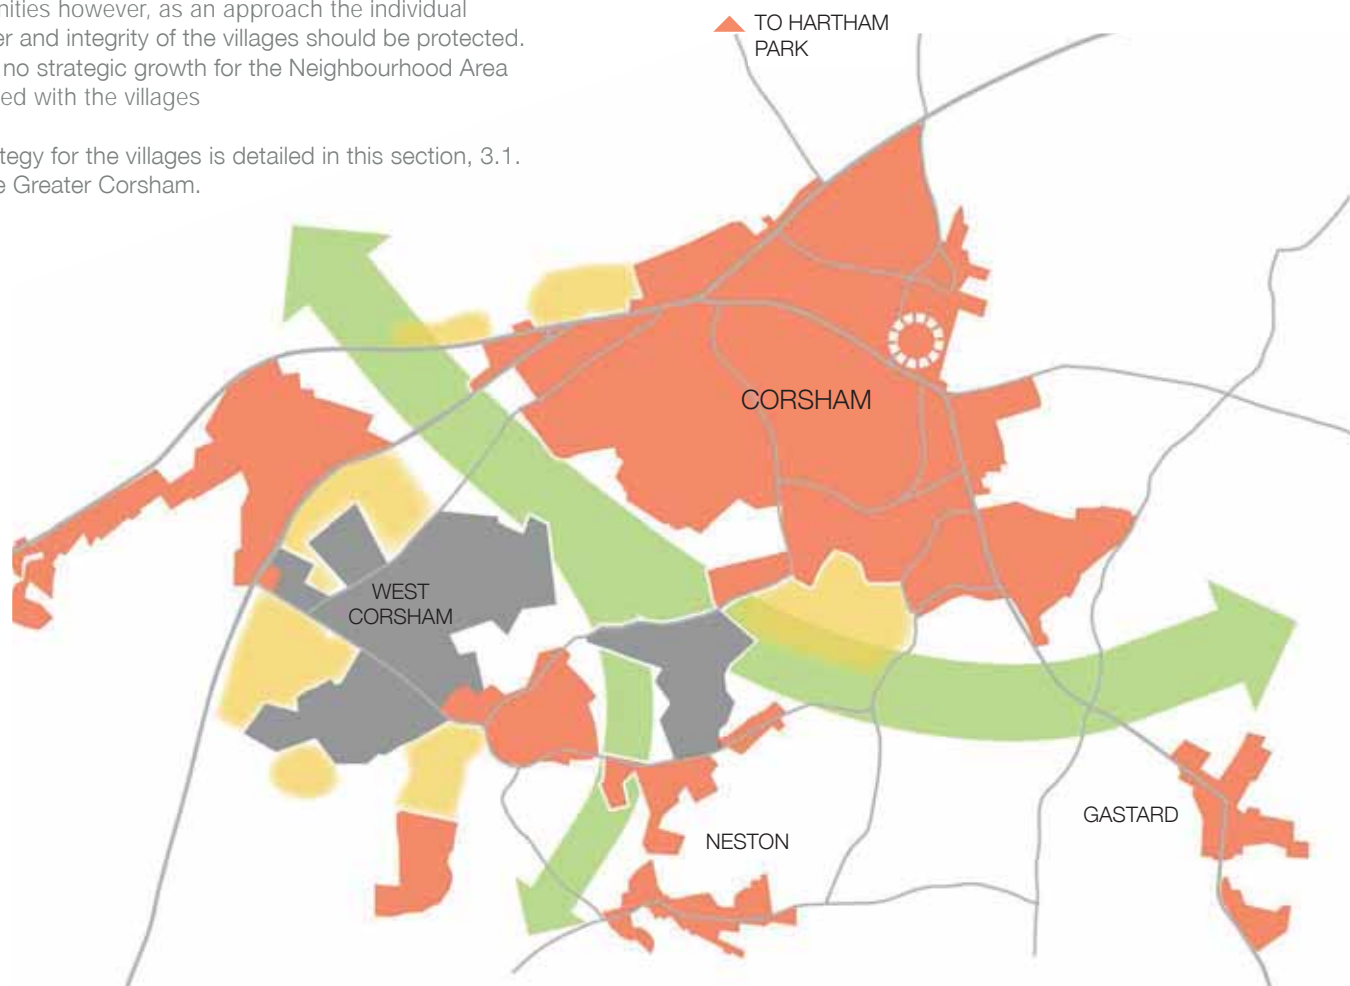 nities however, as an approach the individual
er and integrity of the villages should be protected.
no strategic growth for the Neighbourhood Area
ed with the villages
tegy for the villages is detailed in this section, 3.1.
e Greater Corsham.
TO HARTHAM
PARK
CORSHAM
WEST
CORSHAM
GASTARD
NESTON